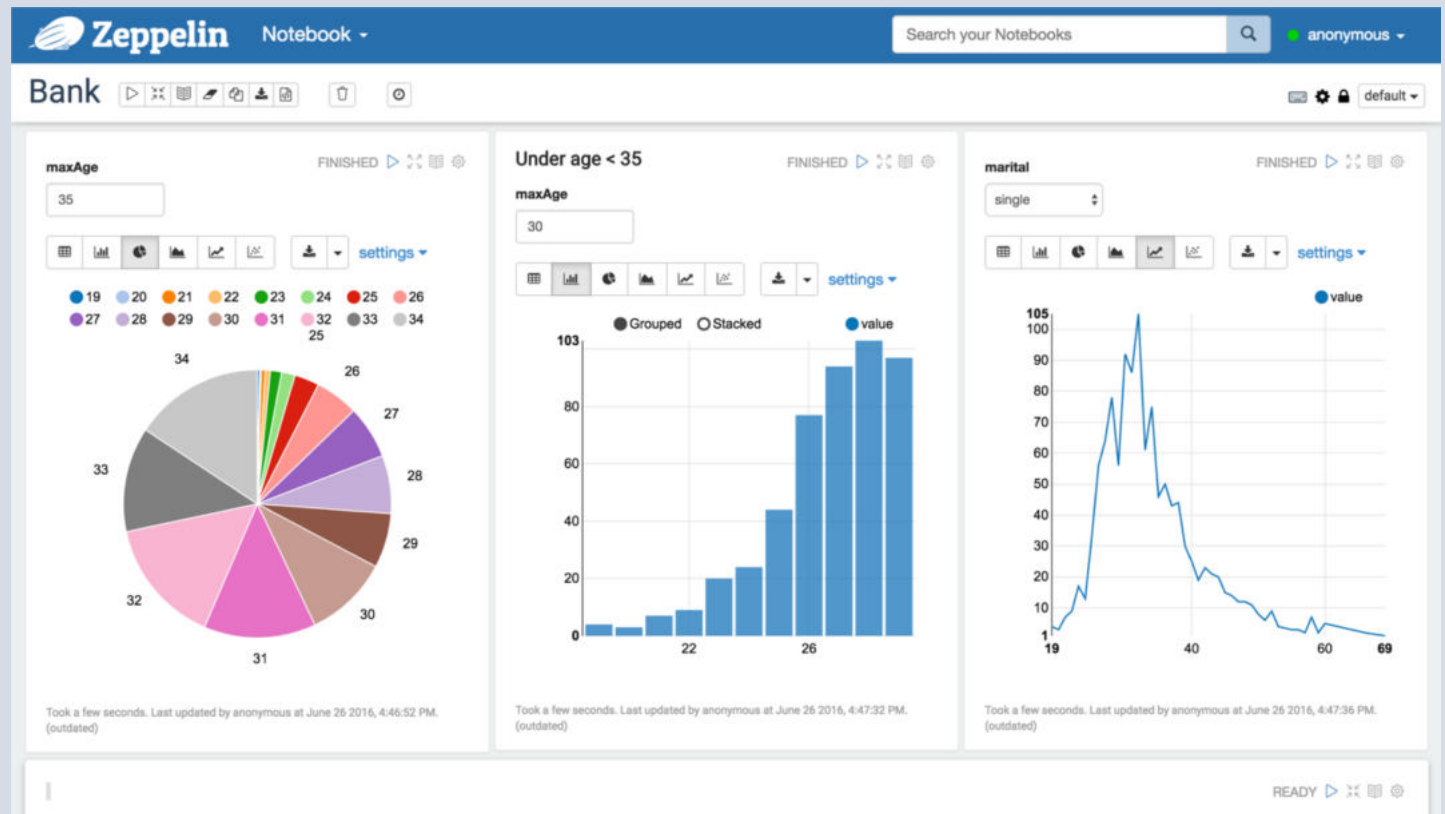 Zeppelin Notebook Search your Notebooks anonymous
Bank default
maxAge FINISHED
35
settings
19 20 21 22 23 24 25 26
27 28 29 30 31 32 33 34
25
34
26
27
33
28
29
32
30
31
Took a few seconds. Last updated by anonymous at June 26 2016, 4:46:52 PM.
(outdated)
Under age < 35 FINISHED
maxAge
30
settings
Grouped Stacked value
103
80
60
40
20
0
22 26
Took a few seconds. Last updated by anonymous at June 26 2016, 4:47:32 PM.
(outdated)
marital FINISHED
single
settings
value
105
100
90
80
70
60
50
40
30
20
10
1
19 40 60 69
Took a few seconds. Last updated by anonymous at June 26 2016, 4:47:36 PM.
(outdated)
READY